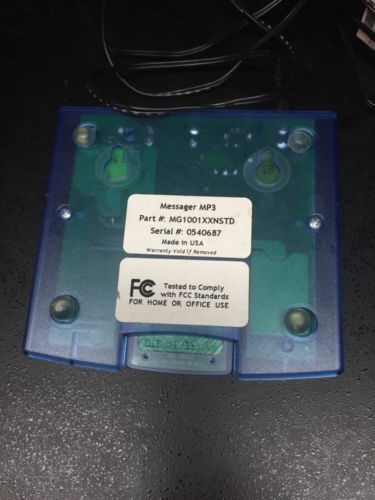 Messager MP3
Part #: MG1001XXNSTD
Serial #: 0540687
Made in USA
Warranty Void if Removed
FC
Tested to Comply
with FCC Standards
FOR HOME OR OFFICE USE